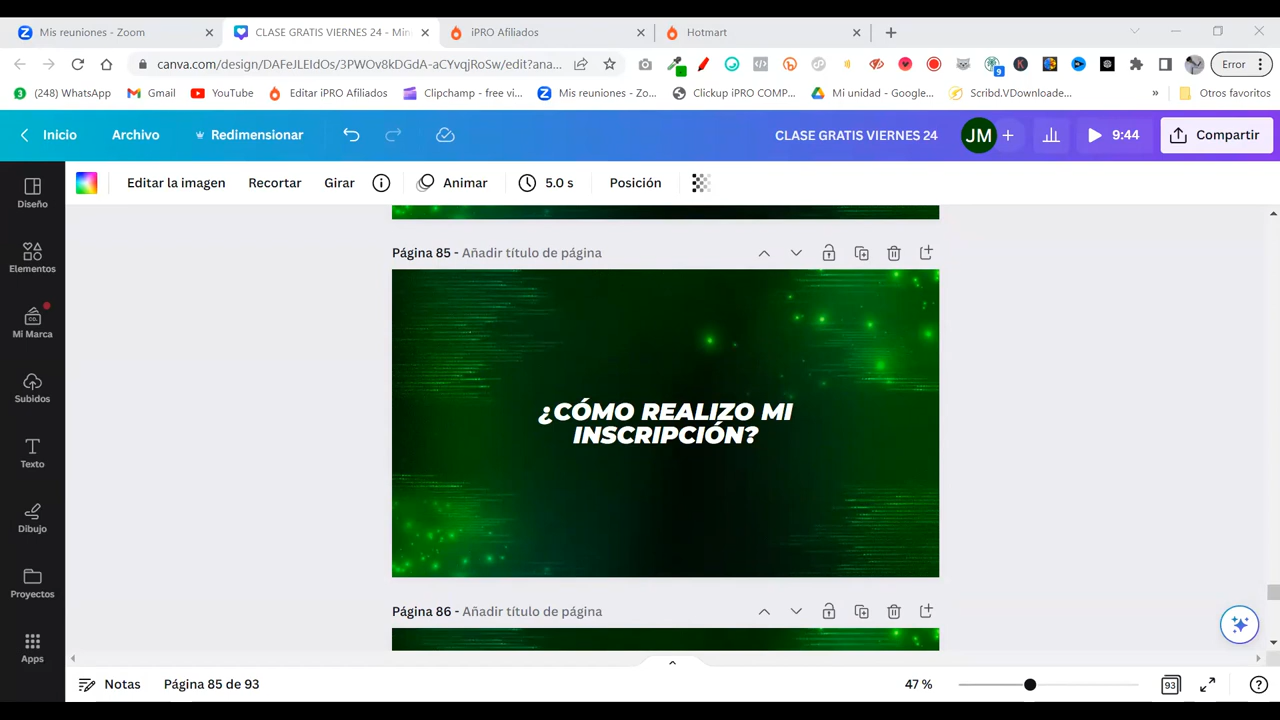 Mis reuniones - Zoom
CLASE GRATIS VIERNES 24 - Mini
iPRO Afiliados
Hotmart
canva.com/design/DAFeJLEIdOs/3PWOv8kDGdA-aCYvqjRoSw/edit?ana...
9
Error
(248) WhatsApp
Gmail
YouTube
Editar iPRO Afiliados
Clipchamp - free vi...
Mis reuniones - Zo...
Clickup iPRO COMP...
Mi unidad - Google...
Scribd.VDownloade...
»
Otros favoritos
Inicio
Archivo
Redimensionar
CLASE GRATIS VIERNES 24
JM
9:44
Compartir
Editar la imagen
Recortar
Girar
Animar
5.0 s
Posición
Diseño
Elementos
Mi Marca
Subidos
Texto
Dibujo
Proyectos
Apps
Página 85 - Añadir título de página
¿CÓMO REALIZO MI
INSCRIPCIÓN?
Página 86 - Añadir título de página
Notas
Página 85 de 93
47 %
93